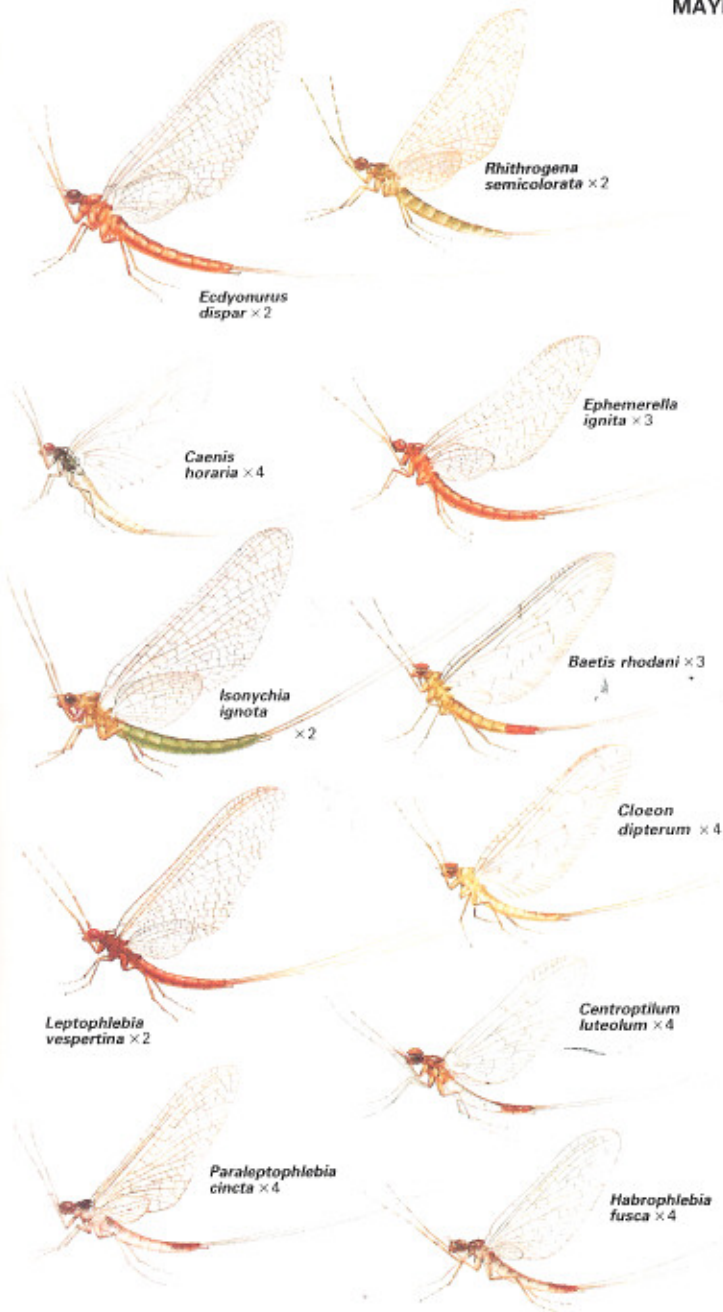 Rhithrogena
semicolorata ×2
Ecdyonurus
dispar ×2
Ephemerella
ignita ×3
Caenis
horaria ×4
Isonychia
ignota
×2
Baetis rhodani ×3
Cloeon
dipterum ×4
Leptophlebia
vespertina ×2
Centroptilum
luteolum ×4
Paraleptophlebia
cincta ×4
Habrophlebia
fusca ×4